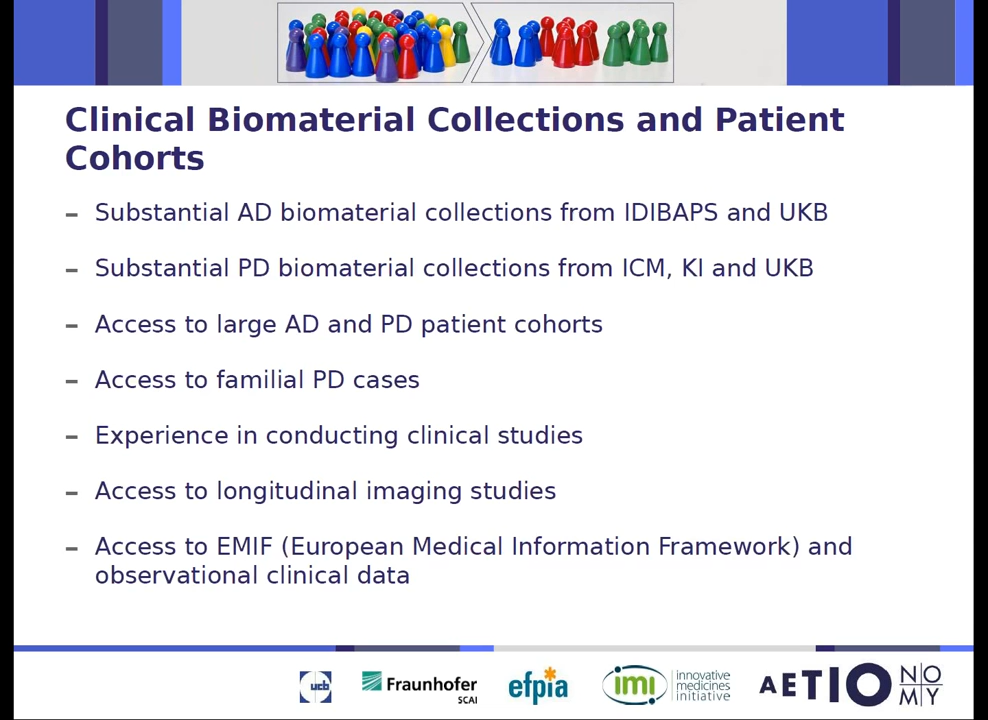 Clinical Biomaterial Collections and Patient
Cohorts
– Substantial AD biomaterial collections from IDIBAPS and UKB
– Substantial PD biomaterial collections from ICM, KI and UKB
– Access to large AD and PD patient cohorts
– Access to familial PD cases
– Experience in conducting clinical studies
– Access to longitudinal imaging studies
– Access to EMIF (European Medical Information Framework) and
observational clinical data
ucb
Fraunhofer
SCAI
efpia
imi
innovative
medicines
initiative
AETIO
NO
MY